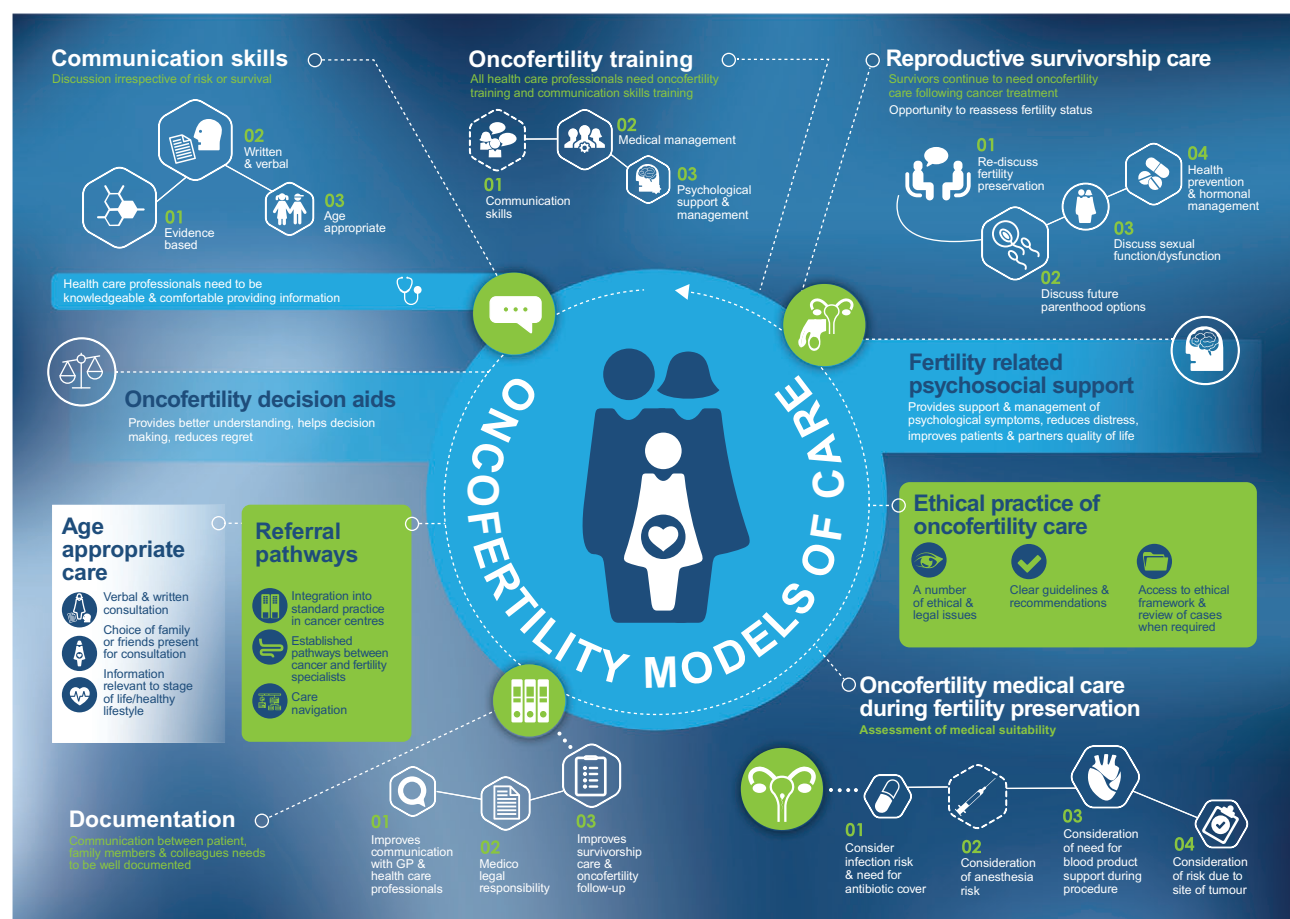 Communication skills
Discussion irrespective of risk or survival
01
Evidence
based
02
Written
& verbal
03
Age
appropriate
Health care professionals need to be
knowledgeable & comfortable providing information
Oncofertility training
All health care professionals need oncofertility
training and communication skills training
01
Communication
skills
02
Medical management
03
Psychological
support &
management
Reproductive survivorship care
Survivors continue to need oncofertility
care following cancer treatment
Opportunity to reassess fertility status
01
Re-discuss
fertility
preservation
02
Discuss future
parenthood options
03
Discuss sexual
function/dysfunction
04
Health
prevention
& hormonal
management
Oncofertility decision aids
Provides better understanding, helps decision
making, reduces regret
ONCOFERTILITY MODELS OF CARE
Fertility related
psychosocial support
Provides support & management of
psychological symptoms, reduces distress,
improves patients & partners quality of life
Age
appropriate
care
Verbal & written
consultation
Choice of family
or friends present
for consultation
Information
relevant to stage
of life/healthy
lifestyle
Referral
pathways
Integration into
standard practice
in cancer centres
Established
pathways between
cancer and fertility
specialists
Care
navigation
Ethical practice of
oncofertility care
A number
of ethical &
legal issues
Clear guidelines &
recommendations
Access to ethical
framework &
review of cases
when required
Documentation
Communication between patient,
family members & colleagues needs
to be well documented
01
Improves
communication
with GP &
health care
professionals
02
Medico
legal
responsibility
03
Improves
survivorship
care &
oncofertility
follow-up
Oncofertility medical care
during fertility preservation
Assessment of medical suitability
01
Consider
infection risk
& need for
antibiotic cover
02
Consideration
of anesthesia
risk
03
Consideration
of need for
blood product
support during
procedure
04
Consideration
of risk due to
site of tumour